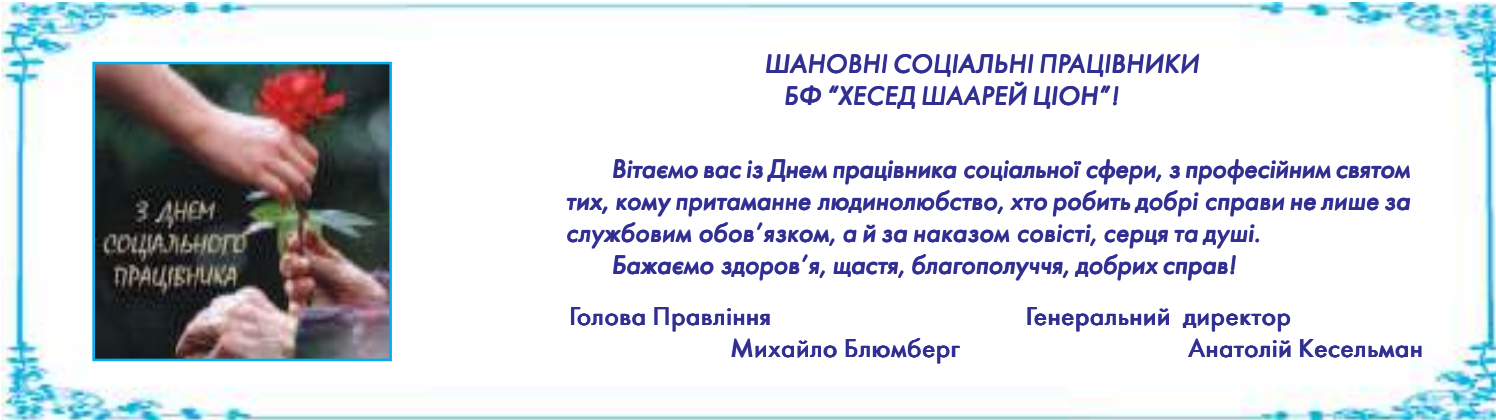 З ДНЕМ
СОЦІАЛЬНОГО
ПРАЦІВНИКА
ШАНОВНІ СОЦІАЛЬНІ ПРАЦІВНИКИ
БФ “ХЕСЕД ШААРЕЙ ЦІОН”!
Вітаємо вас із Днем працівника соціальної сфери, з професійним святом
тих, кому притаманне людинолюбство, хто робить добрі справи не лише за
службовим обов’язком, а й за наказом совісті, серця та душі.
Бажаємо здоров’я, щастя, благополуччя, добрих справ!
Голова Правління
Михайло Блюмберг
Генеральний директор
Анатолій Кесельман